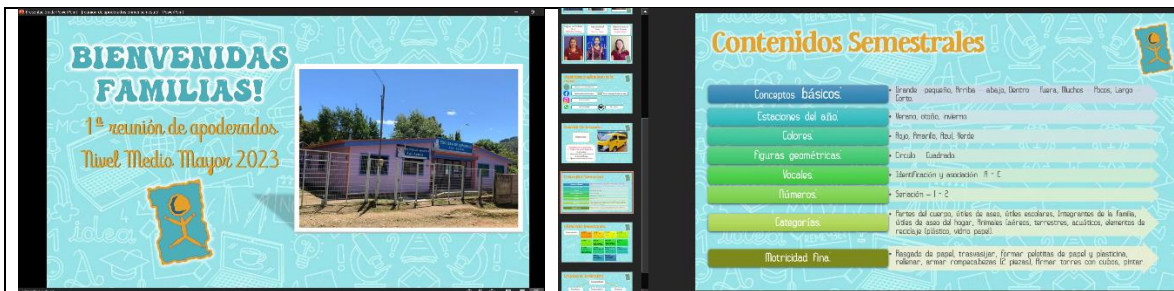 BIENVENIDAS
FAMILIAS!
1ª reunión de apoderados
Nivel Medio Mayor 2023
Contenidos Semestrales
Conceptos básicos.
• Grande pequeño, Arriba abajo, Dentro fuera, Muchos Pocos, Largo
Corto.
Estaciones del año.
• Verano, otoño, invierno.
Colores.
• Rojo, Amarillo, Azul, Verde
Figuras geométricas.
• Circulo Cuadrado
Vocales.
• Identificación y asociación A - E
Números.
• Seriación – 1 - 2
Categorías.
• Partes del cuerpo, útiles de aseo, útiles escolares, integrantes de la familia,
útiles de aseo del hogar, Animales (aéreos, terrestres, acuáticos, elementos de
reciclaje (plástico, vidrio papel).
Motricidad fina.
• Rasgado de papel, trasvasijar, formar pelotitas de papel y plasticina,
rellenar, armar rompecabezas (2 piezas), Armar torres con cubos, pintar.